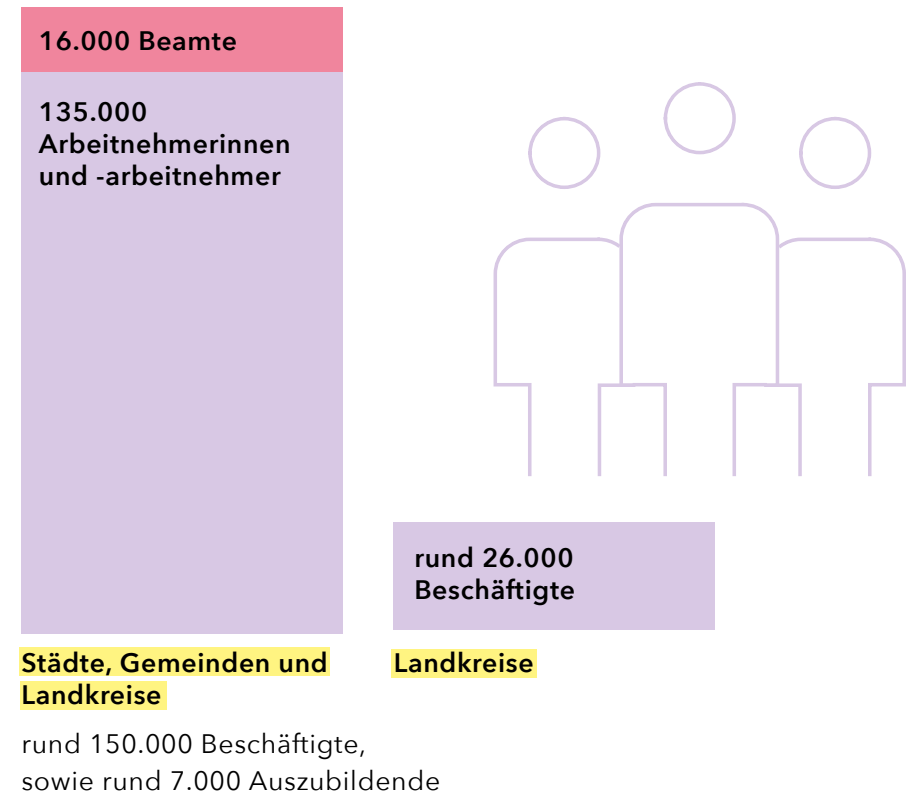 16.000 Beamte
135.000
Arbeitnehmerinnen
und -arbeitnehmer
rund 26.000
Beschäftigte
Städte, Gemeinden und
Landkreise
Landkreise
rund 150.000 Beschäftigte,
sowie rund 7.000 Auszubildende